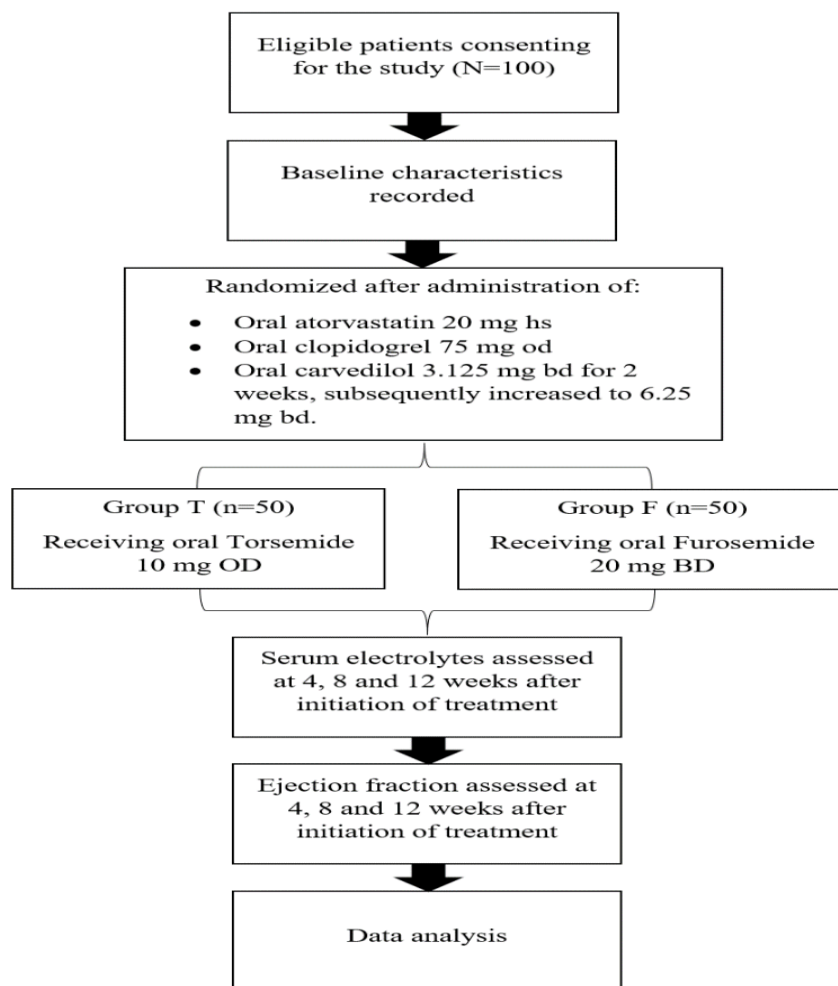 Eligible patients consenting
for the study (N=100)
Baseline characteristics
recorded
Randomized after administration of:
• Oral atorvastatin 20 mg hs
• Oral clopidogrel 75 mg od
• Oral carvedilol 3.125 mg bd for 2
weeks, subsequently increased to 6.25
mg bd.
Group T (n=50)
Receiving oral Torsemide
10 mg OD
Group F (n=50)
Receiving oral Furosemide
20 mg BD
Serum electrolytes assessed
at 4, 8 and 12 weeks after
initiation of treatment
Ejection fraction assessed at
4, 8 and 12 weeks after
initiation of treatment
Data analysis